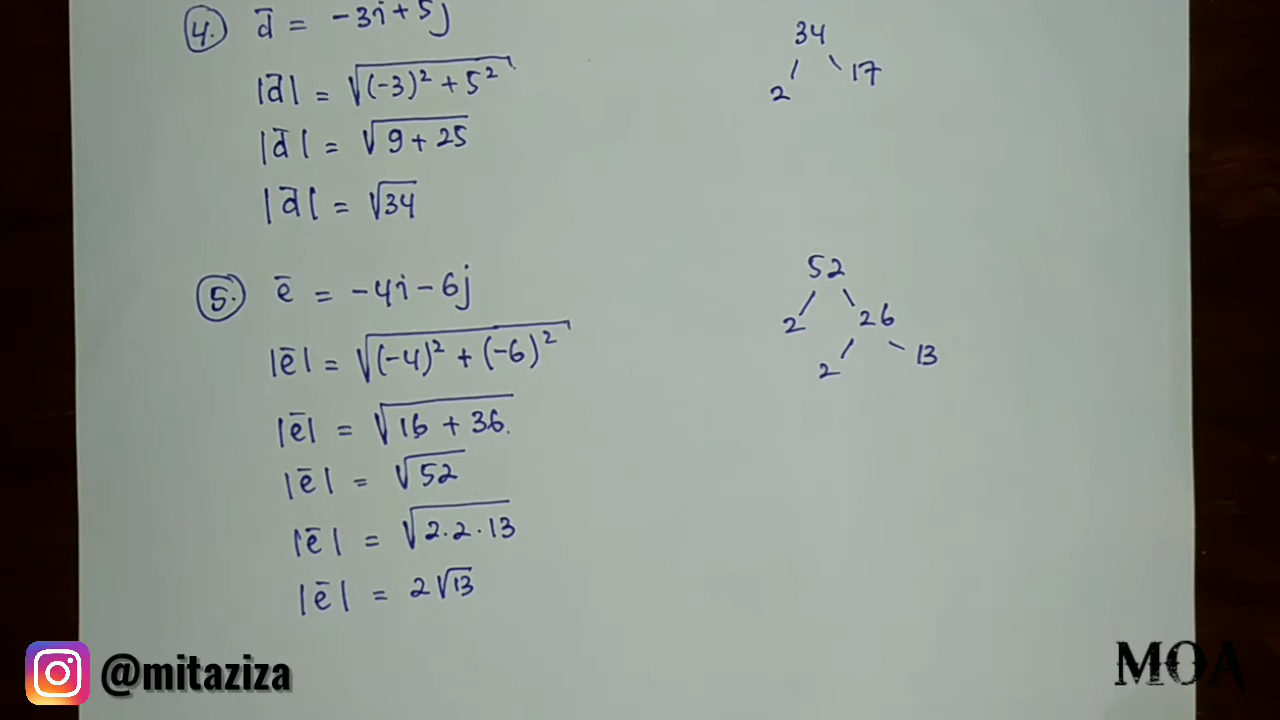 4. d̄ = -3i + 5j
|d̄| = √((-3)² + 5²)
|d̄| = √(9 + 25)
|d̄| = √34
34
2 17
5. ē = -4i - 6j
|ē| = √((-4)² + (-6)²)
|ē| = √(16 + 36)
|ē| = √52
|ē| = √(2.2.13)
|ē| = 2√13
52
2 26
2 13
@mitaziza
MOA